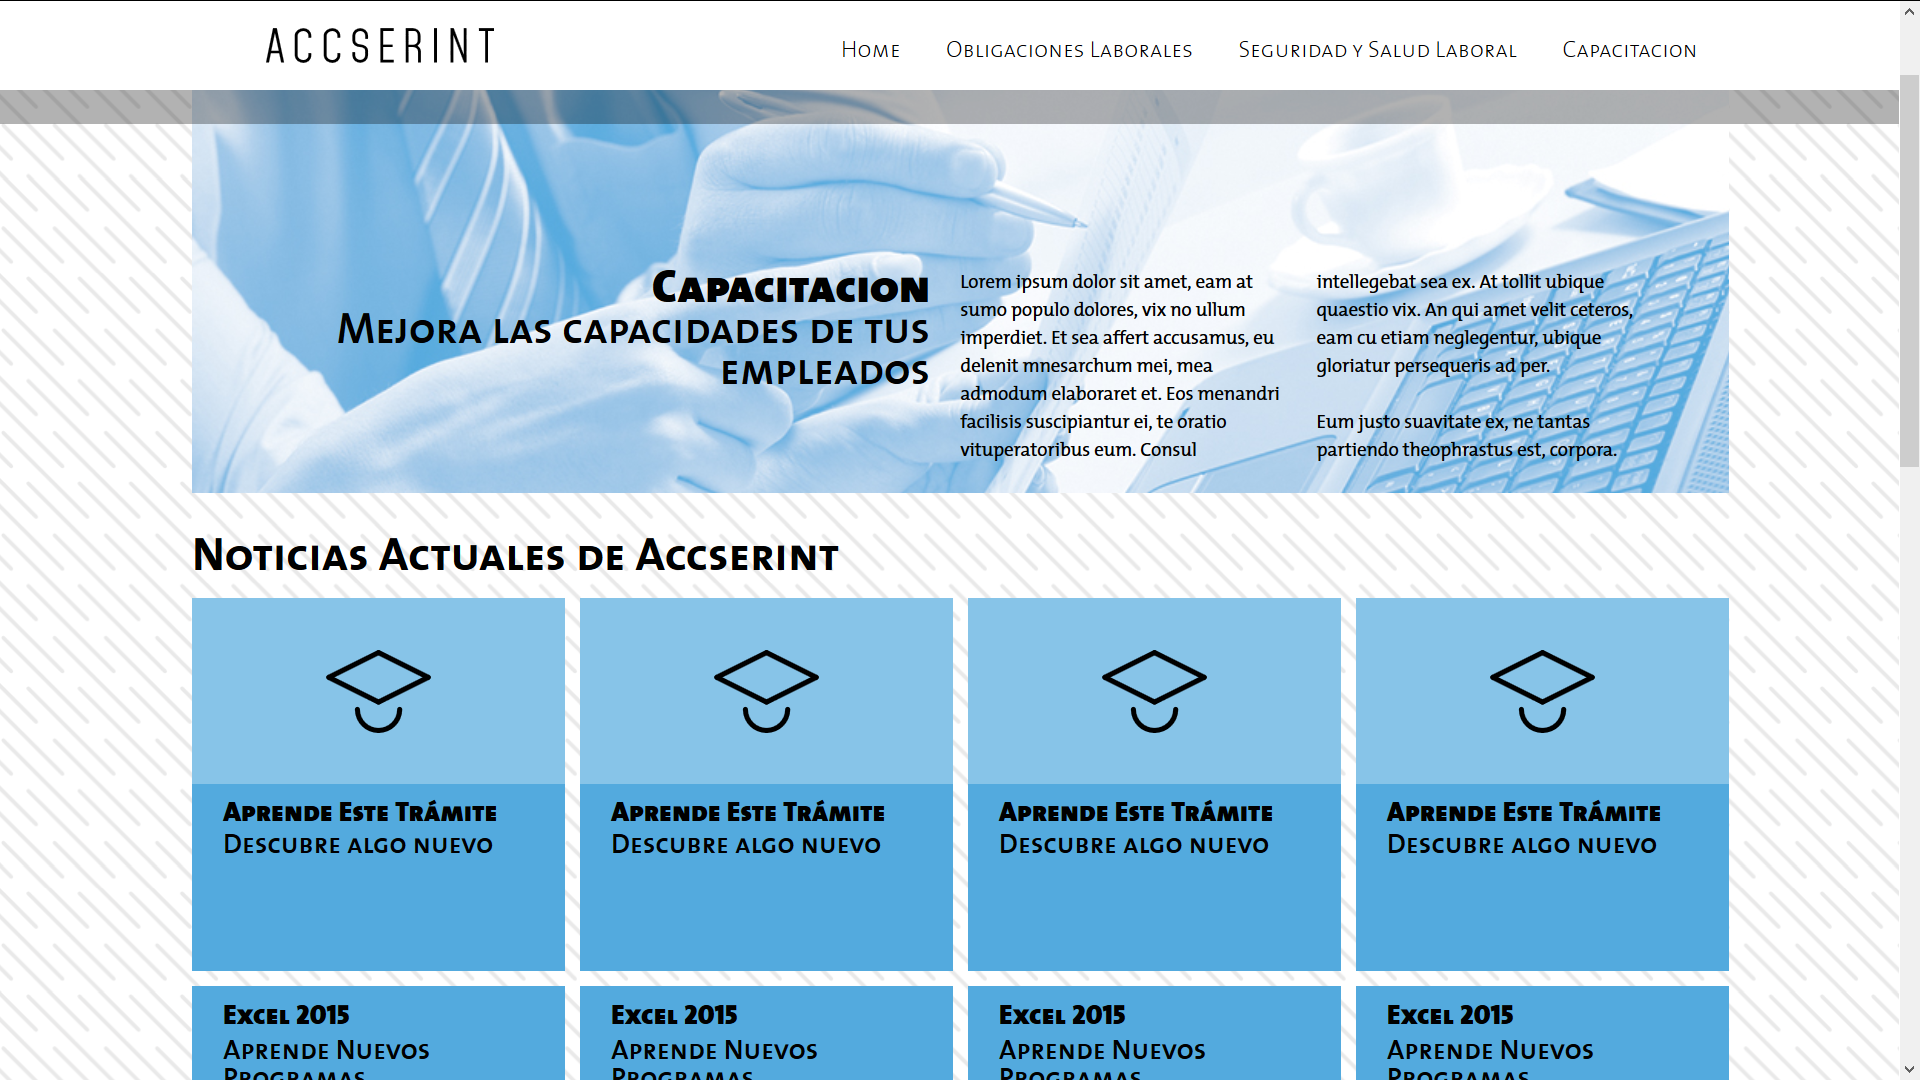 ACCSERINT
Home Obligaciones Laborales Seguridad y Salud Laboral Capacitacion
Capacitacion
Mejora las capacidades de tus
empleados
Lorem ipsum dolor sit amet, eam at
sumo populo dolores, vix no ullum
imperdiet. Et sea affert accusamus, eu
delenit mnesarchum mei, mea
admodum elaboraret et. Eos menandri
facilisis suscipiantur ei, te oratio
vituperatoribus eum. Consul
intellegebat sea ex. At tollit ubique
quaestio vix. An qui amet velit ceteros,
eam cu etiam neglegentur, ubique
gloriatur persequeris ad per.
Eum justo suavitate ex, ne tantas
partiendo theophrastus est, corpora.
Noticias Actuales de Accserint
Aprende Este Trámite
Descubre algo nuevo
Aprende Este Trámite
Descubre algo nuevo
Aprende Este Trámite
Descubre algo nuevo
Aprende Este Trámite
Descubre algo nuevo
Excel 2015
Aprende Nuevos
Programas
Excel 2015
Aprende Nuevos
Programas
Excel 2015
Aprende Nuevos
Programas
Excel 2015
Aprende Nuevos
Programas